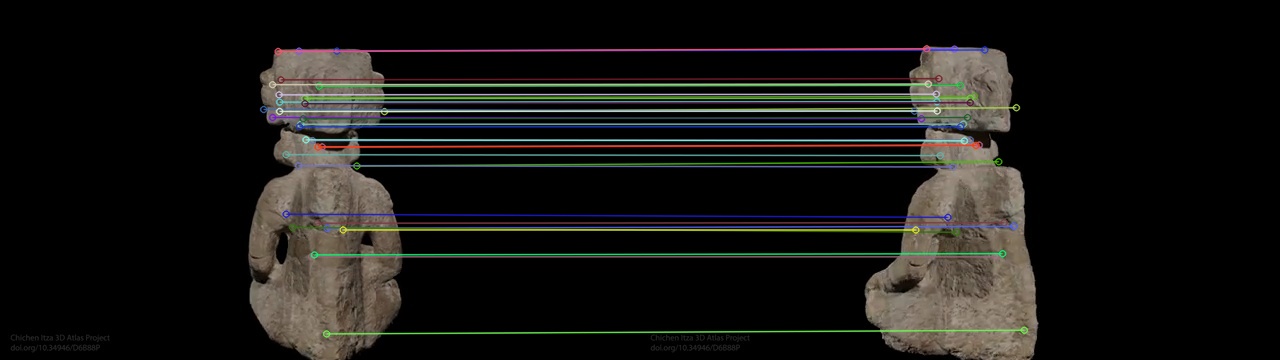 Chichen Itza 3D Atlas Project
doi.org/10.34946/D6B88P
Chichen Itza 3D Atlas Project
doi.org/10.34946/D6B88P